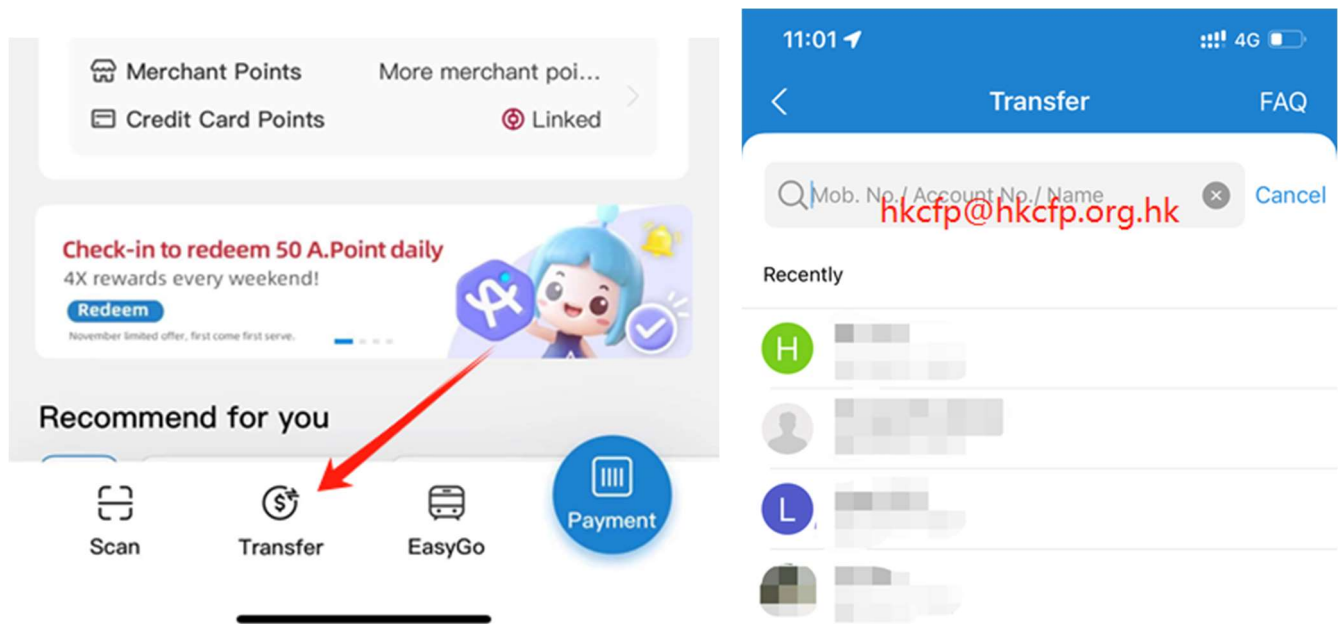 Merchant Points More merchant poi...
Credit Card Points Linked
Check-in to redeem 50 A.Point daily
4X rewards every weekend!
Redeem
November limited offer, first come first serve.
Recommend for you
Scan
Transfer
EasyGo
Payment
11:01 4G
Transfer FAQ
Mob. No./ Account No./ Name Cancel
hkcfp@hkcfp.org.hk
Recently
H
L